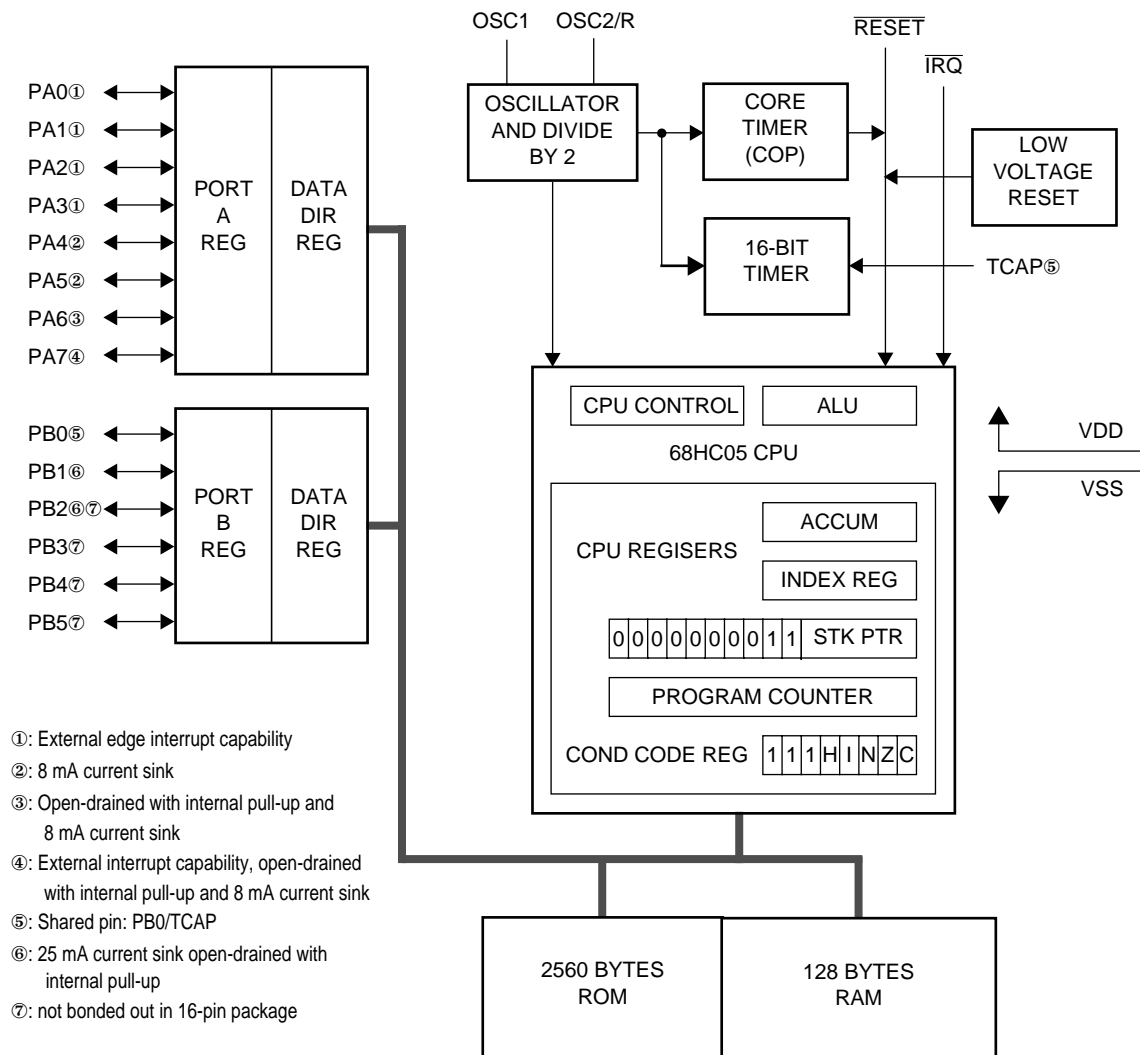 OSC1
OSC2/R
RESET
IRQ
OSCILLATOR
AND DIVIDE
BY 2
CORE
TIMER
(COP)
LOW
VOLTAGE
RESET
16-BIT
TIMER
TCAP⑤
PA0①
PA1①
PA2①
PA3①
PA4②
PA5②
PA6③
PA7④
PORT
A
REG
DATA
DIR
REG
PB0⑤
PB1⑥
PB2⑥⑦
PB3⑦
PB4⑦
PB5⑦
PORT
B
REG
DATA
DIR
REG
CPU CONTROL
ALU
68HC05 CPU
VDD
VSS
ACCUM
CPU REGISERS
INDEX REG
0 0 0 0 0 0 0 0 1 1 STK PTR
PROGRAM COUNTER
COND CODE REG 1 1 1 H I N Z C
①: External edge interrupt capability
②: 8 mA current sink
③: Open-drained with internal pull-up and
8 mA current sink
④: External interrupt capability, open-drained
with internal pull-up and 8 mA current sink
⑤: Shared pin: PB0/TCAP
⑥: 25 mA current sink open-drained with
internal pull-up
⑦: not bonded out in 16-pin package
2560 BYTES
ROM
128 BYTES
RAM